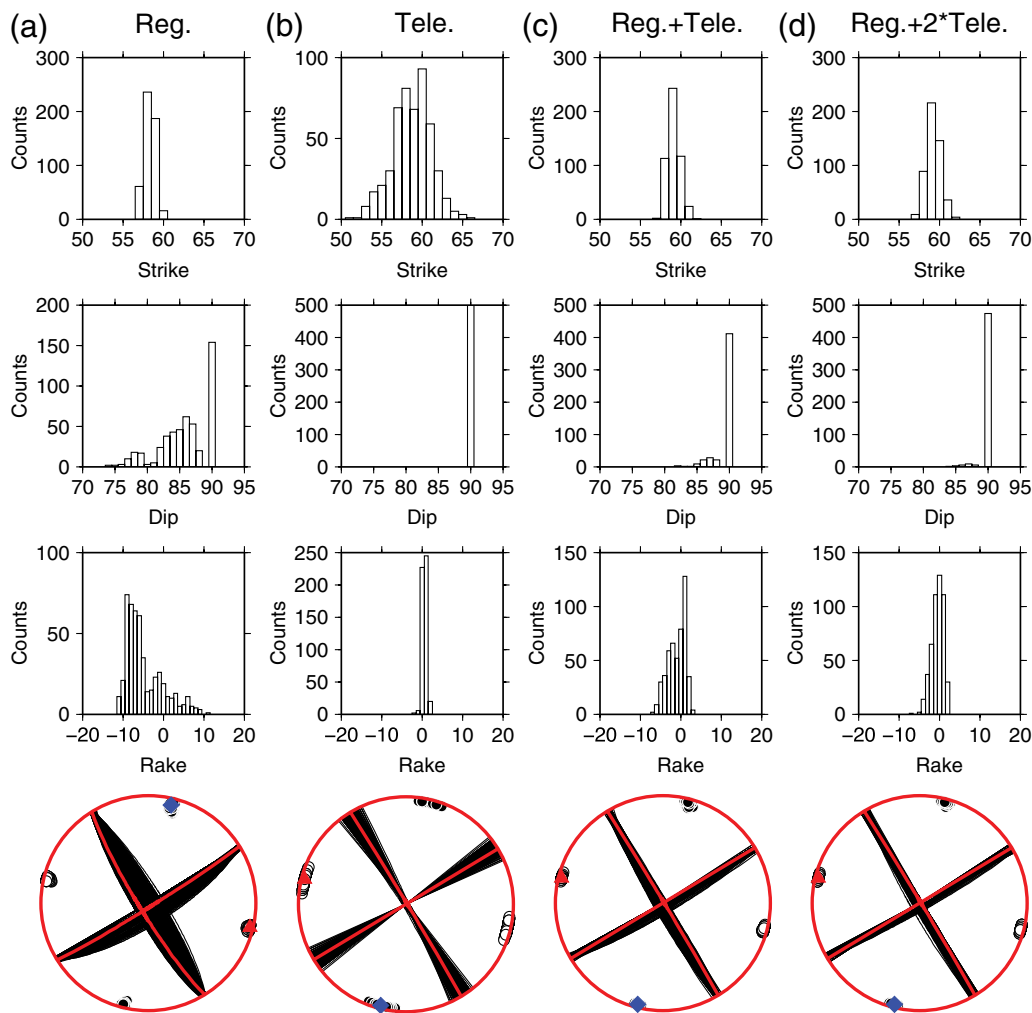 (a) Reg. (b) Tele. (c) Reg.+Tele. (d) Reg.+2*Tele.
300 100 300 300
200 200 200
Counts Counts 50 Counts Counts
100 100 100
0 0 0 0
50 55 60 65 70 50 55 60 65 70 50 55 60 65 70 50 55 60 65 70
Strike Strike Strike Strike
200 500 500 500
150 400 400 400
Counts 100 Counts 300 Counts 300 Counts 300
200 200 200
50 100 100 100
0 0 0 0
70 75 80 85 90 95 70 75 80 85 90 95 70 75 80 85 90 95 70 75 80 85 90 95
Dip Dip Dip Dip
100 250 150 150
200
Counts 50 Counts 150 Counts 100 Counts 100
100
50 50 50
0 0 0 0
−20 −10 0 10 20 −20 −10 0 10 20 −20 −10 0 10 20 −20 −10 0 10 20
Rake Rake Rake Rake